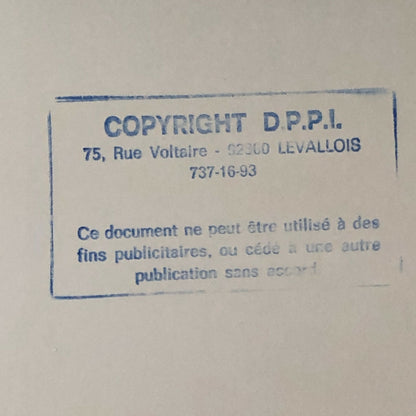 COPYRIGHT D.P.P.I.
75, Rue Voltaire - 92300 LEVALLOIS
737-16-93
Ce document ne peut être utilisé à des
fins publicitaires, ou cédé à une autre
publication sans accord